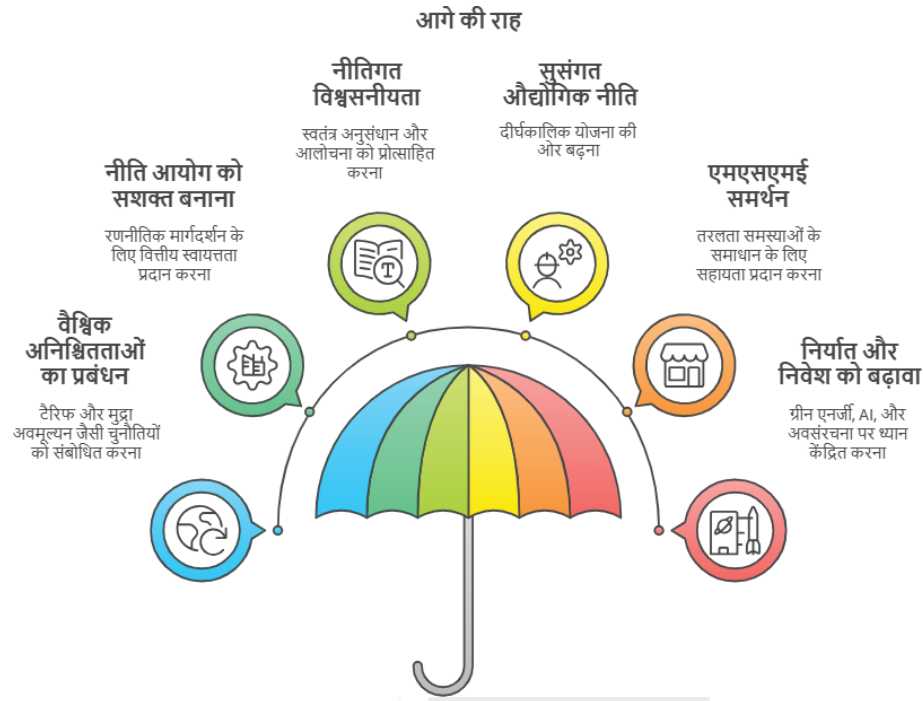 आगे की राह
नीतिगत
विश्वसनीयता
स्वतंत्र अनुसंधान और
आलोचना को प्रोत्साहित
करना
सुसंगत
औद्योगिक नीति
दीर्घकालिक योजना की
ओर बढ़ना
नीति आयोग को
सशक्त बनाना
रणनीतिक मार्गदर्शन के
लिए वित्तीय स्वायत्तता
प्रदान करना
एमएसएमई
समर्थन
तरलता समस्याओं के
समाधान के लिए
सहायता प्रदान करना
वैश्विक
अनिश्चितताओं
का प्रबंधन
टैरिफ और मुद्रा
अवमूल्यन जैसी चुनौतियों
को संबोधित करना
निर्यात और
निवेश को बढ़ावा
ग्रीन एनर्जी, AI, और
अवसंरचना पर ध्यान
केंद्रित करना
T